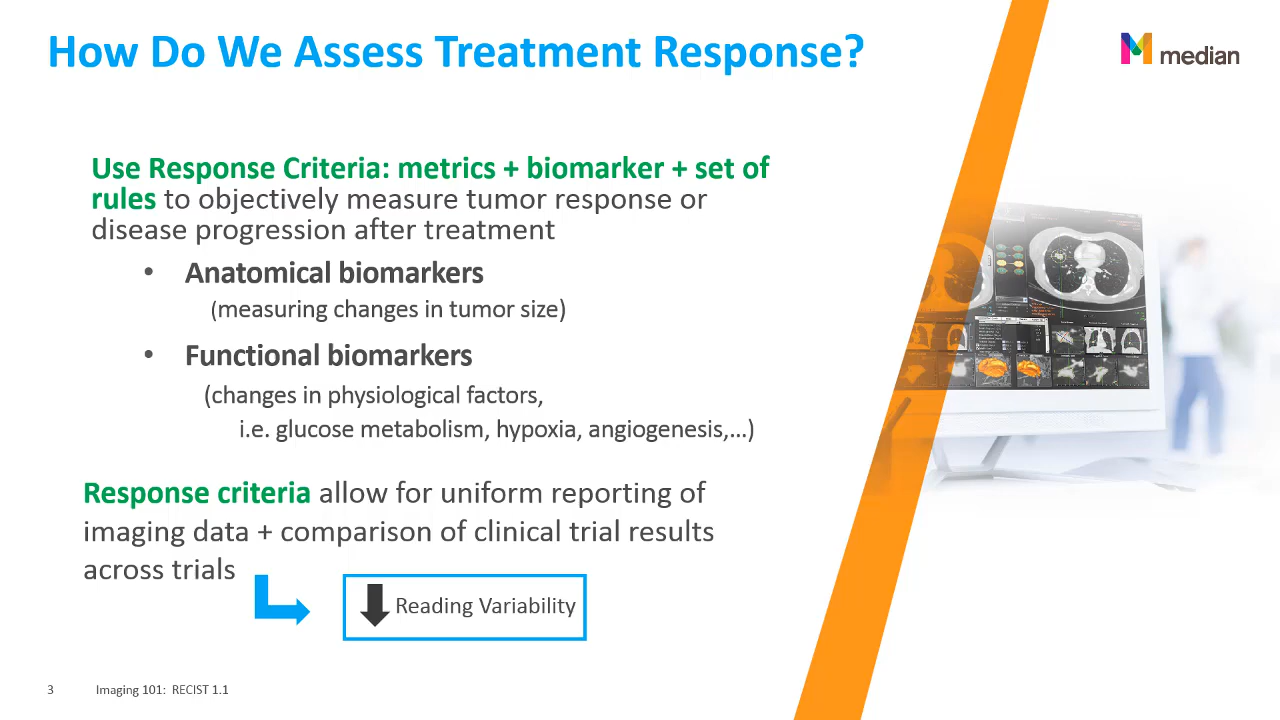 How Do We Assess Treatment Response?
median
Use Response Criteria: metrics + biomarker + set of
rules to objectively measure tumor response or
disease progression after treatment
• Anatomical biomarkers
(measuring changes in tumor size)
• Functional biomarkers
(changes in physiological factors,
i.e. glucose metabolism, hypoxia, angiogenesis,...)
Response criteria allow for uniform reporting of
imaging data + comparison of clinical trial results
across trials
Reading Variability
3 Imaging 101: RECIST 1.1